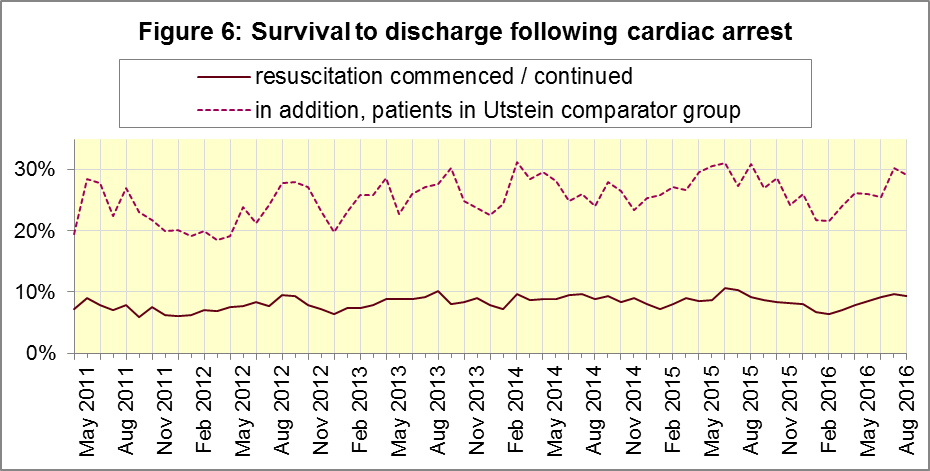 Figure 6: Survival to discharge following cardiac arrest
resuscitation commenced / continued
in addition, patients in Utstein comparator group
30%
20%
10%
0%
May 2011
Aug 2011
Nov 2011
Feb 2012
May 2012
Aug 2012
Nov 2012
Feb 2013
May 2013
Aug 2013
Nov 2013
Feb 2014
May 2014
Aug 2014
Nov 2014
Feb 2015
May 2015
Aug 2015
Nov 2015
Feb 2016
May 2016
Aug 2016